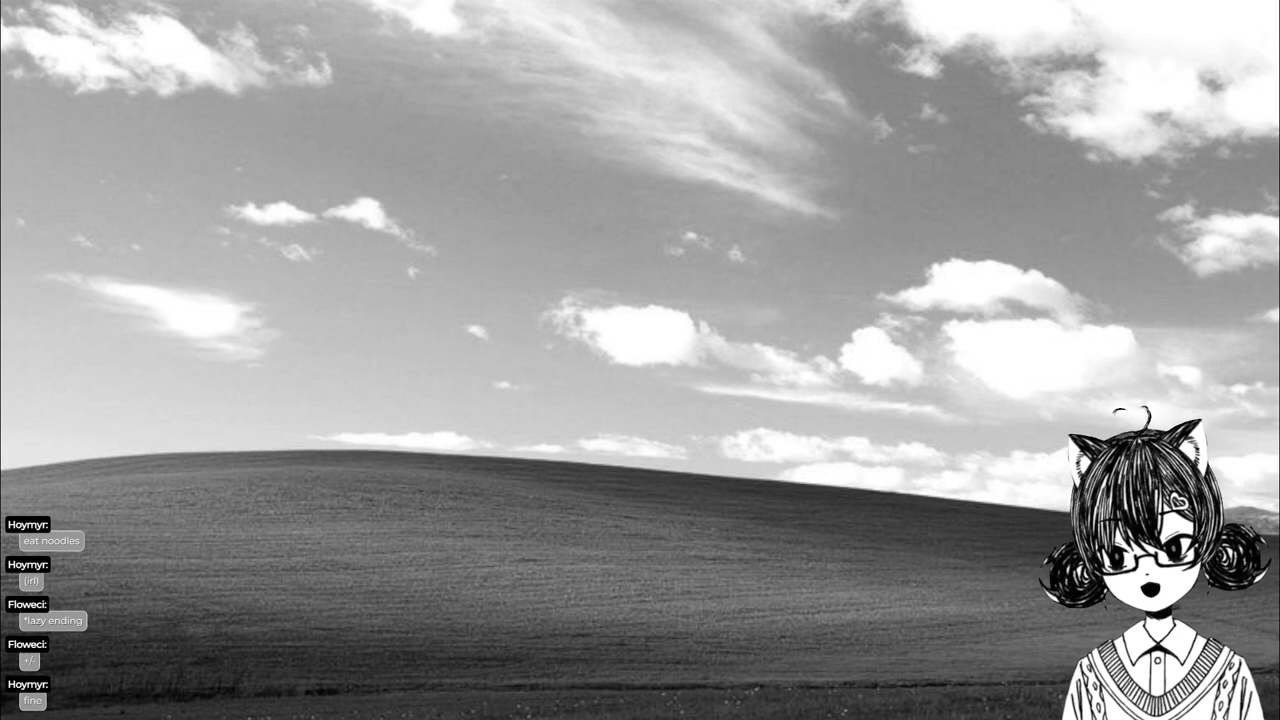 Hoymyr:
eat noodles
Hoymyr:
(irl)
Floweci:
*lazy ending
Floweci:
+/-
Hoymyr:
fine